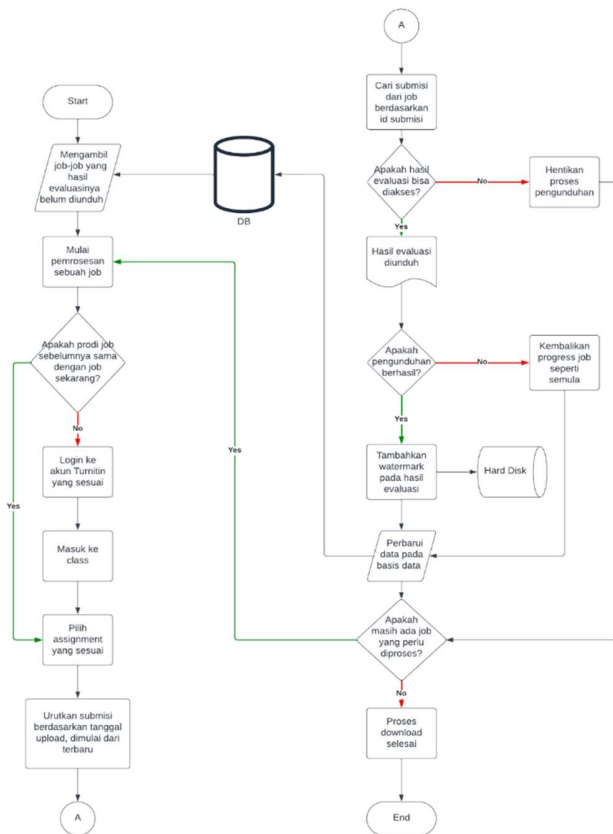 Start
Mengambil
job-job yang
hasil
evaluasinya
belum diunduh
DB
Mulai
pemrosesan
sebuah job
Apakah prodi job
sebelumnya sama
dengan job
sekarang?
No
Yes
Login ke
akun Turnitin
yang sesuai
Masuk ke
class
Pilih
assignment
yang sesuai
Urutkan submisi
berdasarkan tanggal
upload, dimulai dari
terbaru
A
A
Cari submisi
dari job
berdasarkan
id submisi
Apakah hasil
evaluasi bisa
diakses?
No
Hentikan
proses
pengunduhan
Yes
Hasil evaluasi
diunduh
Apakah
pengunduhan
berhasil?
No
Kembalikan
progress job
seperti
semula
Yes
Tambahkan
watermark
pada hasil
evaluasi
Hard Disk
Perbarui
data pada
basis data
Apakah
masih ada job
yang perlu
diproses?
Yes
No
Proses
download
selesai
End